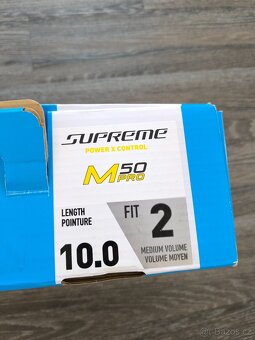 SUPREME
POWER X CONTROL
M50 PRO
LENGTH
POINTURE
10.0
FIT 2
MEDIUM VOLUME
VOLUME MOYEN